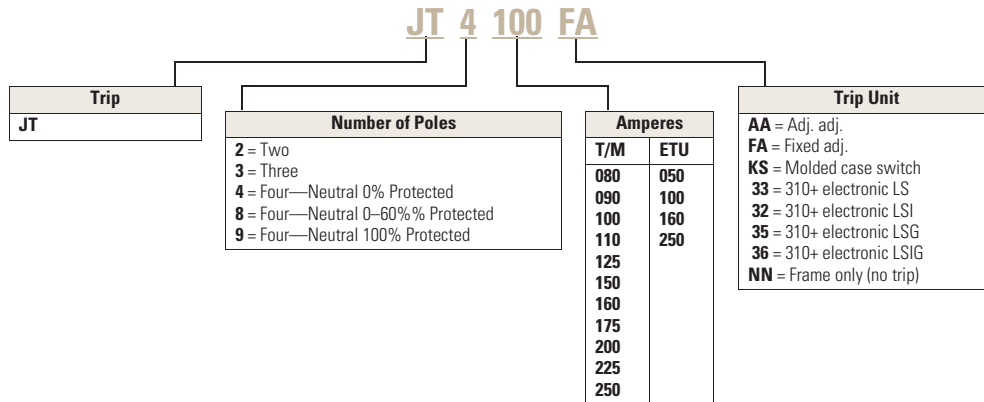 JT 4 100 FA
Trip
JT
Number of Poles
2 = Two
3 = Three
4 = Four—Neutral 0% Protected
8 = Four—Neutral 0–60%% Protected
9 = Four—Neutral 100% Protected
Amperes
T/M ETU
080 050
090 100
100 160
110 250
125
150
160
175
200
225
250
Trip Unit
AA = Adj. adj.
FA = Fixed adj.
KS = Molded case switch
33 = 310+ electronic LS
32 = 310+ electronic LSI
35 = 310+ electronic LSG
36 = 310+ electronic LSIG
NN = Frame only (no trip)